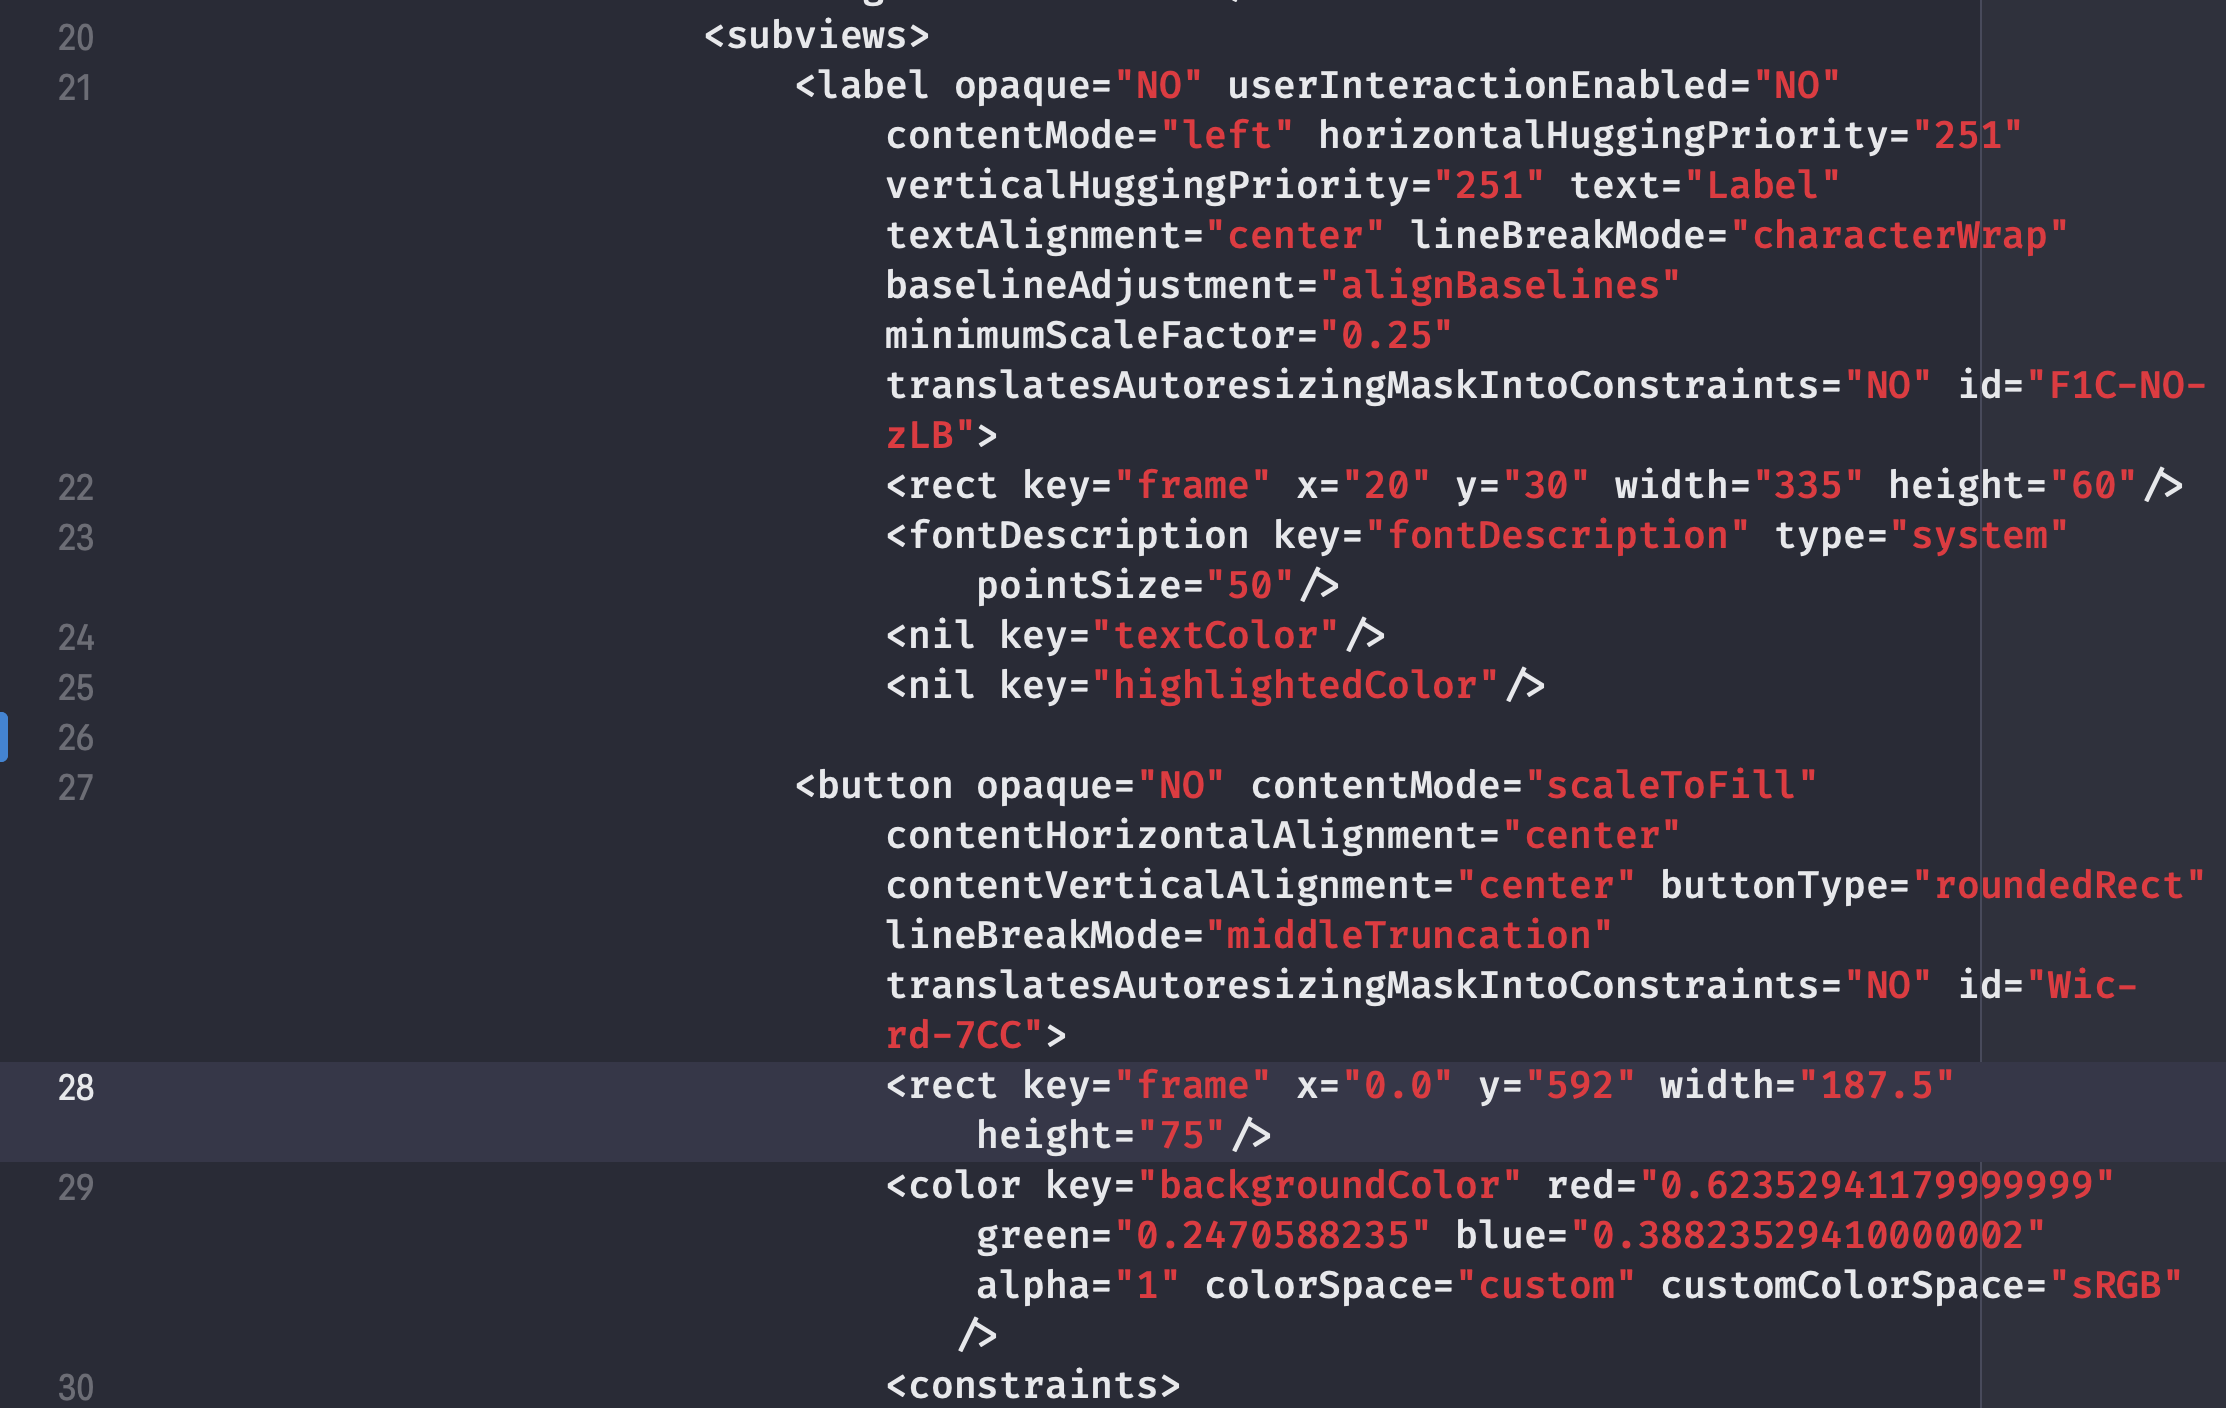 20 <subviews>
21 <label opaque="NO" userInteractionEnabled="NO"
contentMode="left" horizontalHuggingPriority="251"
verticalHuggingPriority="251" text="Label"
textAlignment="center" lineBreakMode="characterWrap"
baselineAdjustment="alignBaselines"
minimumScaleFactor="0.25"
translatesAutoresizingMaskIntoConstraints="NO" id="F1C-NO-
zLB">
22 <rect key="frame" x="20" y="30" width="335" height="60"/>
23 <fontDescription key="fontDescription" type="system"
pointSize="50"/>
24 <nil key="textColor"/>
25 <nil key="highlightedColor"/>
26
27 <button opaque="NO" contentMode="scaleToFill"
contentHorizontalAlignment="center"
contentVerticalAlignment="center" buttonType="roundedRect"
lineBreakMode="middleTruncation"
translatesAutoresizingMaskIntoConstraints="NO" id="Wic-
rd-7CC">
28 <rect key="frame" x="0.0" y="592" width="187.5"
height="75"/>
29 <color key="backgroundColor" red="0.62352941179999999"
green="0.2470588235" blue="0.38823529410000002"
alpha="1" colorSpace="custom" customColorSpace="sRGB"
/>
30 <constraints>